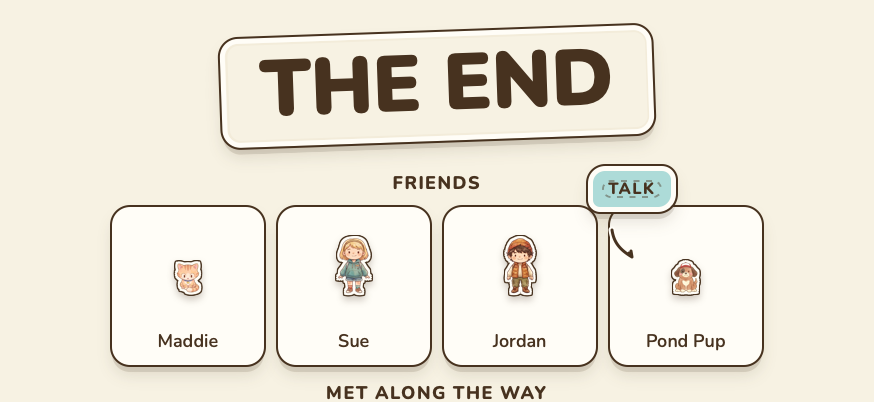 THE END
FRIENDS
TALK
Maddie
Sue
Jordan
Pond Pup
MET ALONG THE WAY